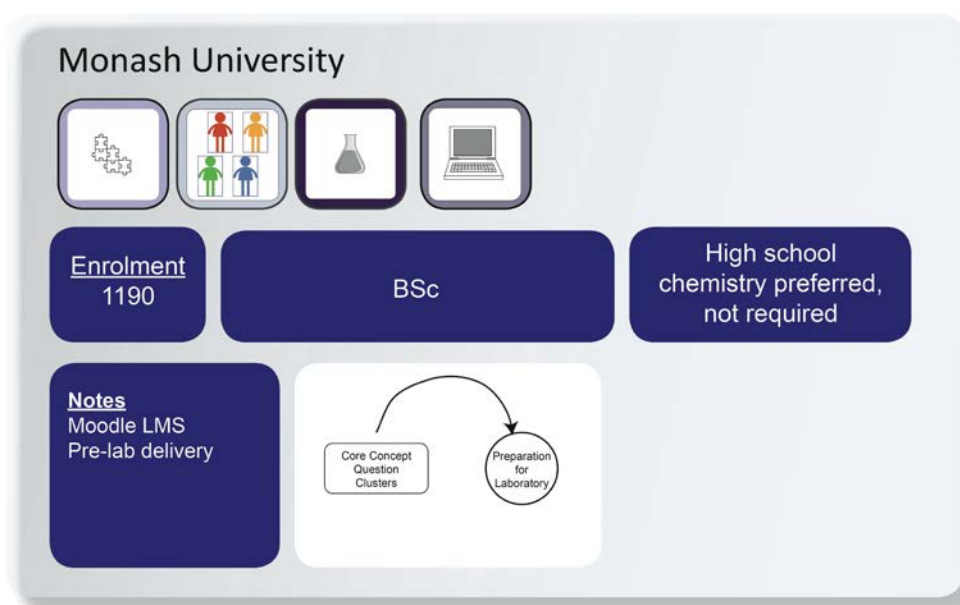 Monash University
Enrolment
1190
BSc
High school
chemistry preferred,
not required
Notes
Moodle LMS
Pre-lab delivery
Core Concept
Question
Clusters
Preparation
for
Laboratory